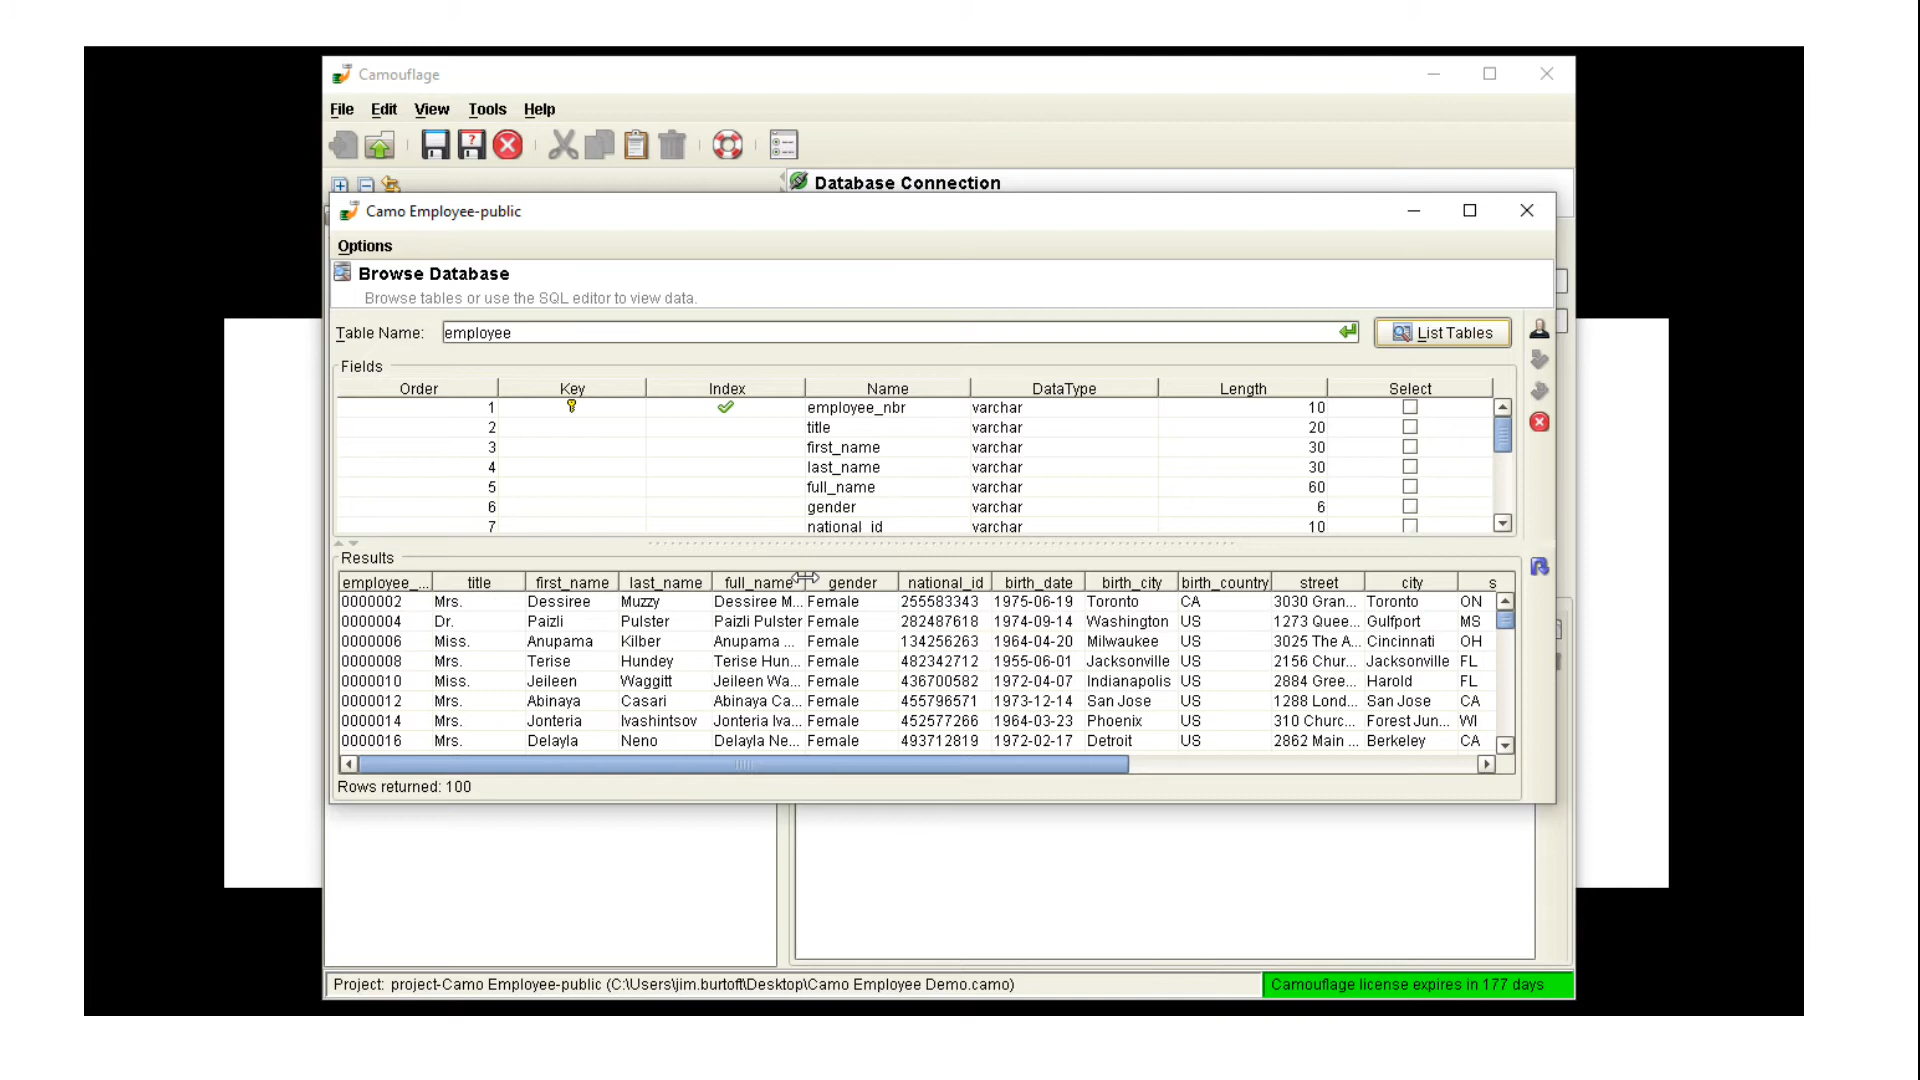 Camouflage
File Edit View Tools Help
Database Connection
Camo Employee-public
Options
Browse Database
Browse tables or use the SQL editor to view data.
Table Name: employee List Tables
Fields
Order Key Index Name DataType Length Select
1 employee_nbr varchar 10
2 title varchar 20
3 first_name varchar 30
4 last_name varchar 30
5 full_name varchar 60
6 gender varchar 6
7 national_id varchar 10
Results
employee_... title first_name last_name full_name gender national_id birth_date birth_city birth_country street city s
0000002 Mrs. Dessiree Muzzy Dessiree M... Female 255583343 1975-06-19 Toronto CA 3030 Gran... Toronto ON
0000004 Dr. Paizli Pulster Paizli Pulster Female 282487618 1974-09-14 Washington US 1273 Quee... Gulfport MS
0000006 Miss. Anupama Kilber Anupama ... Female 134256263 1964-04-20 Milwaukee US 3025 The A... Cincinnati OH
0000008 Mrs. Terise Hundey Terise Hun... Female 482342712 1955-06-01 Jacksonville US 2156 Chur... Jacksonville FL
0000010 Miss. Jeileen Waggitt Jeileen Wa... Female 436700582 1972-04-07 Indianapolis US 2884 Gree... Harold FL
0000012 Mrs. Abinaya Casari Abinaya Ca... Female 455796571 1973-12-14 San Jose US 1288 Lond... San Jose CA
0000014 Mrs. Jonteria Ivashintsov Jonteria Iva... Female 452577266 1964-03-23 Phoenix US 310 Churc... Forest Jun... WI
0000016 Mrs. Delayla Neno Delayla Ne... Female 493712819 1972-02-17 Detroit US 2862 Main ... Berkeley CA
Rows returned: 100
Project: project-Camo Employee-public (C:\Users\jim.burtoft\Desktop\Camo Employee Demo.camo) Camouflage license expires in 177 days